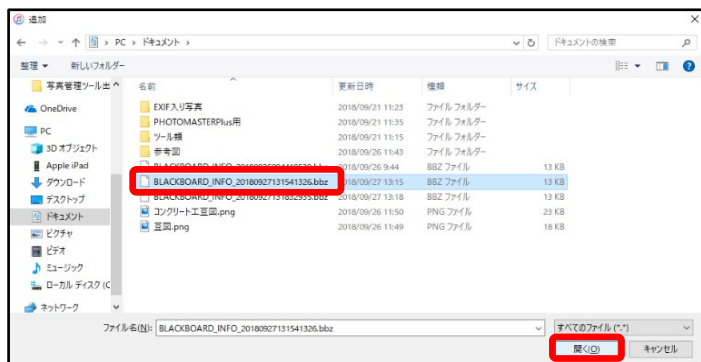 追加
PC › ドキュメント ›
ドキュメントの検索
整理 新しいフォルダー
名前 更新日時 種類 サイズ
写真管理ツール出
OneDrive
PC
3D オブジェクト
Apple iPad
ダウンロード
デスクトップ
ドキュメント
ピクチャ
ビデオ
ミュージック
ローカル ディスク (C
ネットワーク
EXIF入り写真 2018/09/21 11:23 ファイル フォルダー
PHOTOMASTERPlus用 2018/09/21 11:35 ファイル フォルダー
ツール類 2018/09/21 11:15 ファイル フォルダー
参考図 2018/09/26 11:43 ファイル フォルダー
2018/09/26 9:44 BBZ ファイル 13 KB
BLACKBOARD_INFO_20180927131541326.bbz 2018/09/27 13:15 BBZ ファイル 13 KB
BLACKBOARD_INFO_20180927131832935.bbz 2018/09/27 13:18 BBZ ファイル 13 KB
コンクリート工豆図.png 2018/09/26 11:50 PNG ファイル 23 KB
豆図.png 2018/09/26 11:49 PNG ファイル 18 KB
ファイル名(N): BLACKBOARD_INFO_20180927131541326.bbz
すべてのファイル (*.*)
開く(O) キャンセル